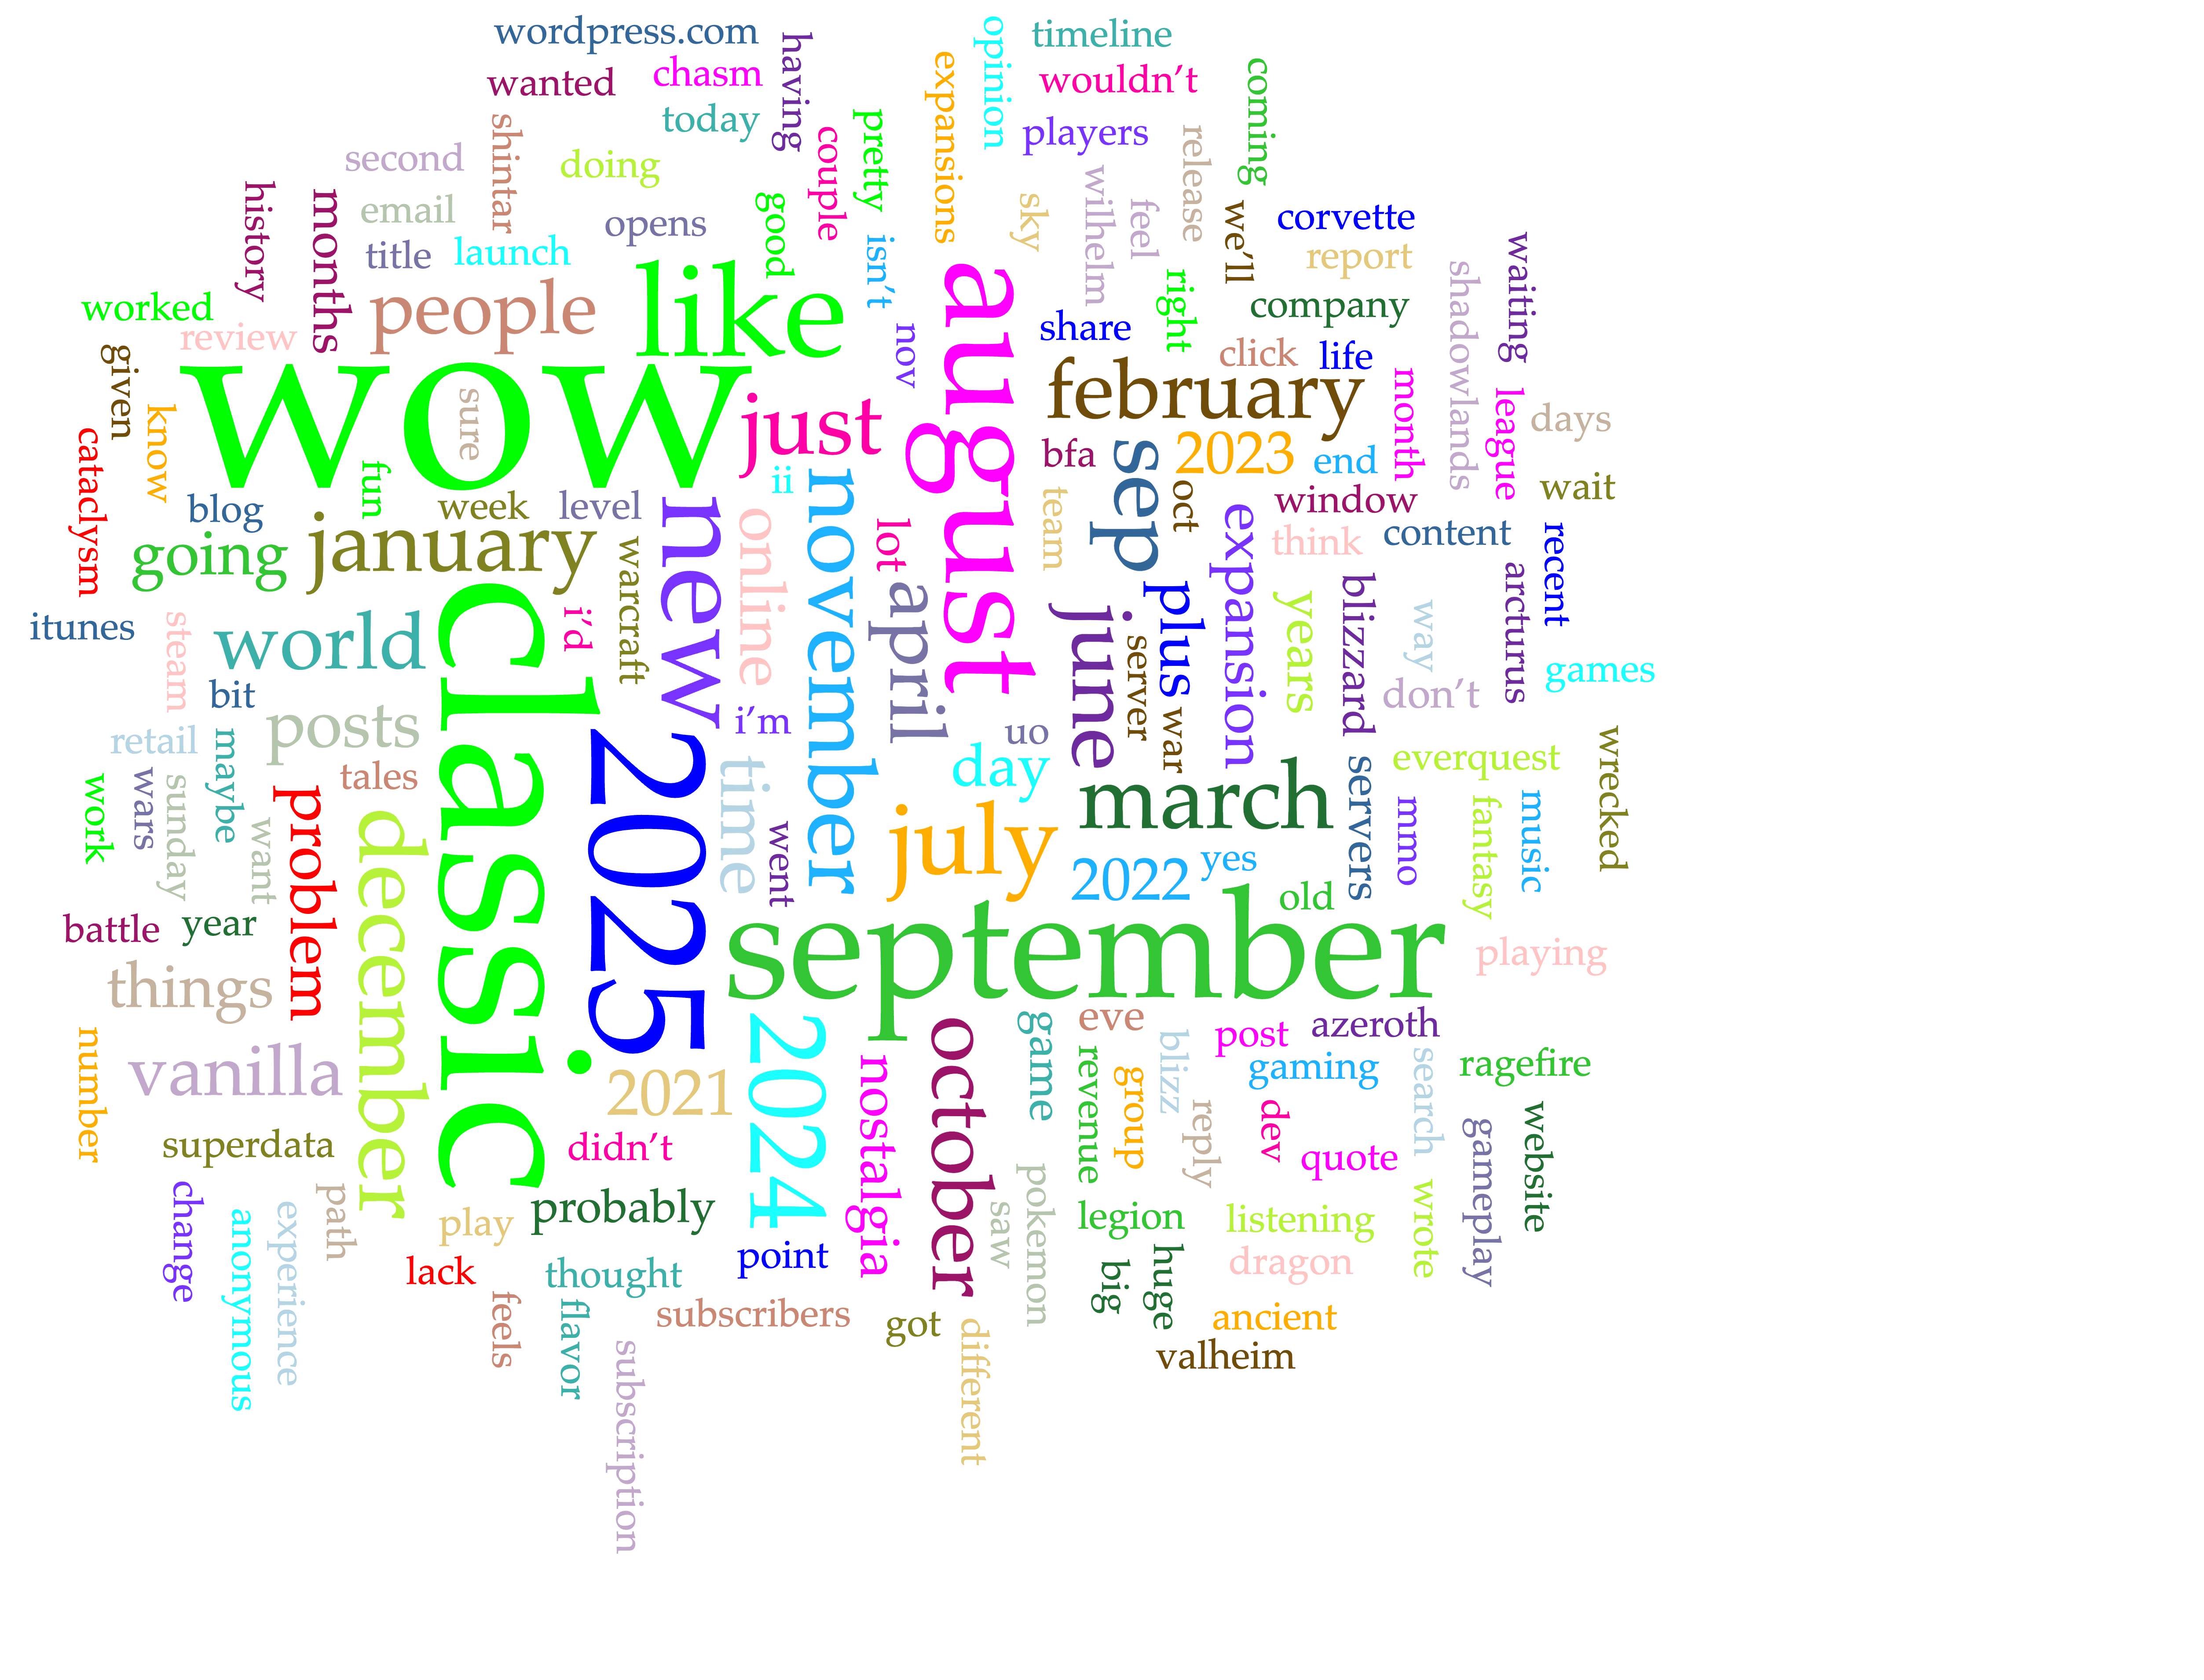 wordpress.com
opinion
timeline
having
wanted
chasm
expansions
wouldn’t
coming
today
shintar
pretty
couple
players
release
second
doing
wilhelm
history
months
email
opens
good
sky
feel
we’ll
corvette
title
launch
isn’t
report
waiting
shadowlands
worked
people
like
august
right
company
review
nov
share
given
click
life
wow
sure
february
month
league
days
know
just
cataclysm
fun
ii
november
bfa
sep
2023
end
wait
blog
week
level
new
team
oct
window
going
january
online
lot
expansion
think
content
recent
classic
warcraft
april
plus
blizzard
arcturus
itunes
steam
world
i’d
june
server
years
way
games
bit
don’t
posts
i’m
uo
war
retail
maybe
2025
time
day
everquest
wrecked
work
wars
sunday
tales
march
servers
want
problem
december
went
july
mmo
fantasy
music
2022
yes
old
battle
year
september
playing
things
number
2024
october
game
eve
post
azeroth
vanilla
nostalgia
revenue
blizz
gaming
search
ragefire
2021
group
superdata
didn’t
reply
dev
quote
gameplay
website
change
path
probably
pokemon
wrote
anonymous
experience
play
saw
legion
listening
lack
thought
point
big
huge
dragon
feels
flavor
subscribers
got
different
ancient
subscription
valheim